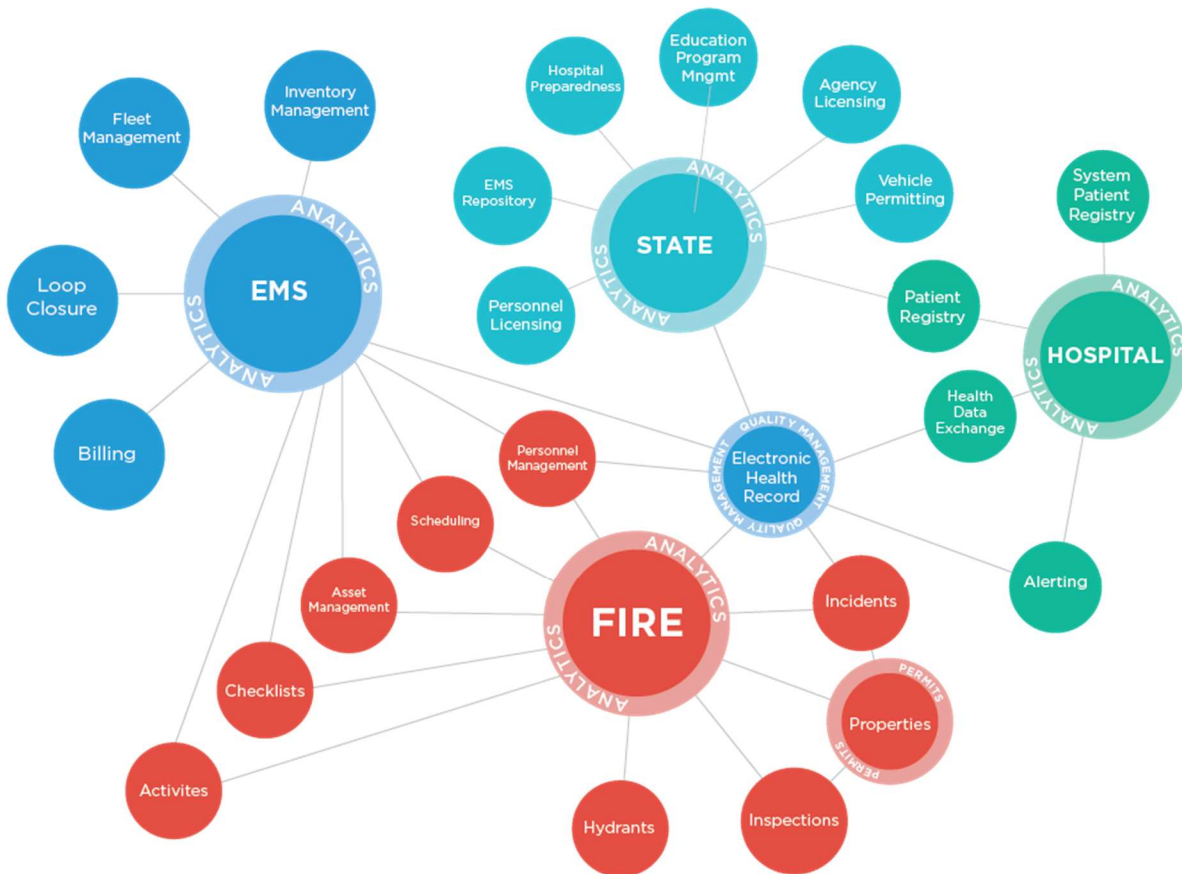 Education
Program
Mngmt
Hospital
Preparedness
Agency
Licensing
Inventory
Management
Fleet
Management
ANALYTICS
EMS
Repository
Vehicle
Permitting
System
Patient
Registry
ANALYTICS
STATE
ANALYTICS
ANALYTICS
EMS
ANALYTICS
Loop
Closure
Personnel
Licensing
Patient
Registry
ANALYTICS
HOSPITAL
ANALYTICS
Health
Data
Exchange
Billing
Personnel
Management
QUALITY MANAGEMENT
Electronic
Health
Record
QUALITY MANAGEMENT
Scheduling
ANALYTICS
FIRE
ANALYTICS
Asset
Management
Incidents
Alerting
Checklists
PERMITS
Properties
PERMITS
Activites
Hydrants
Inspections